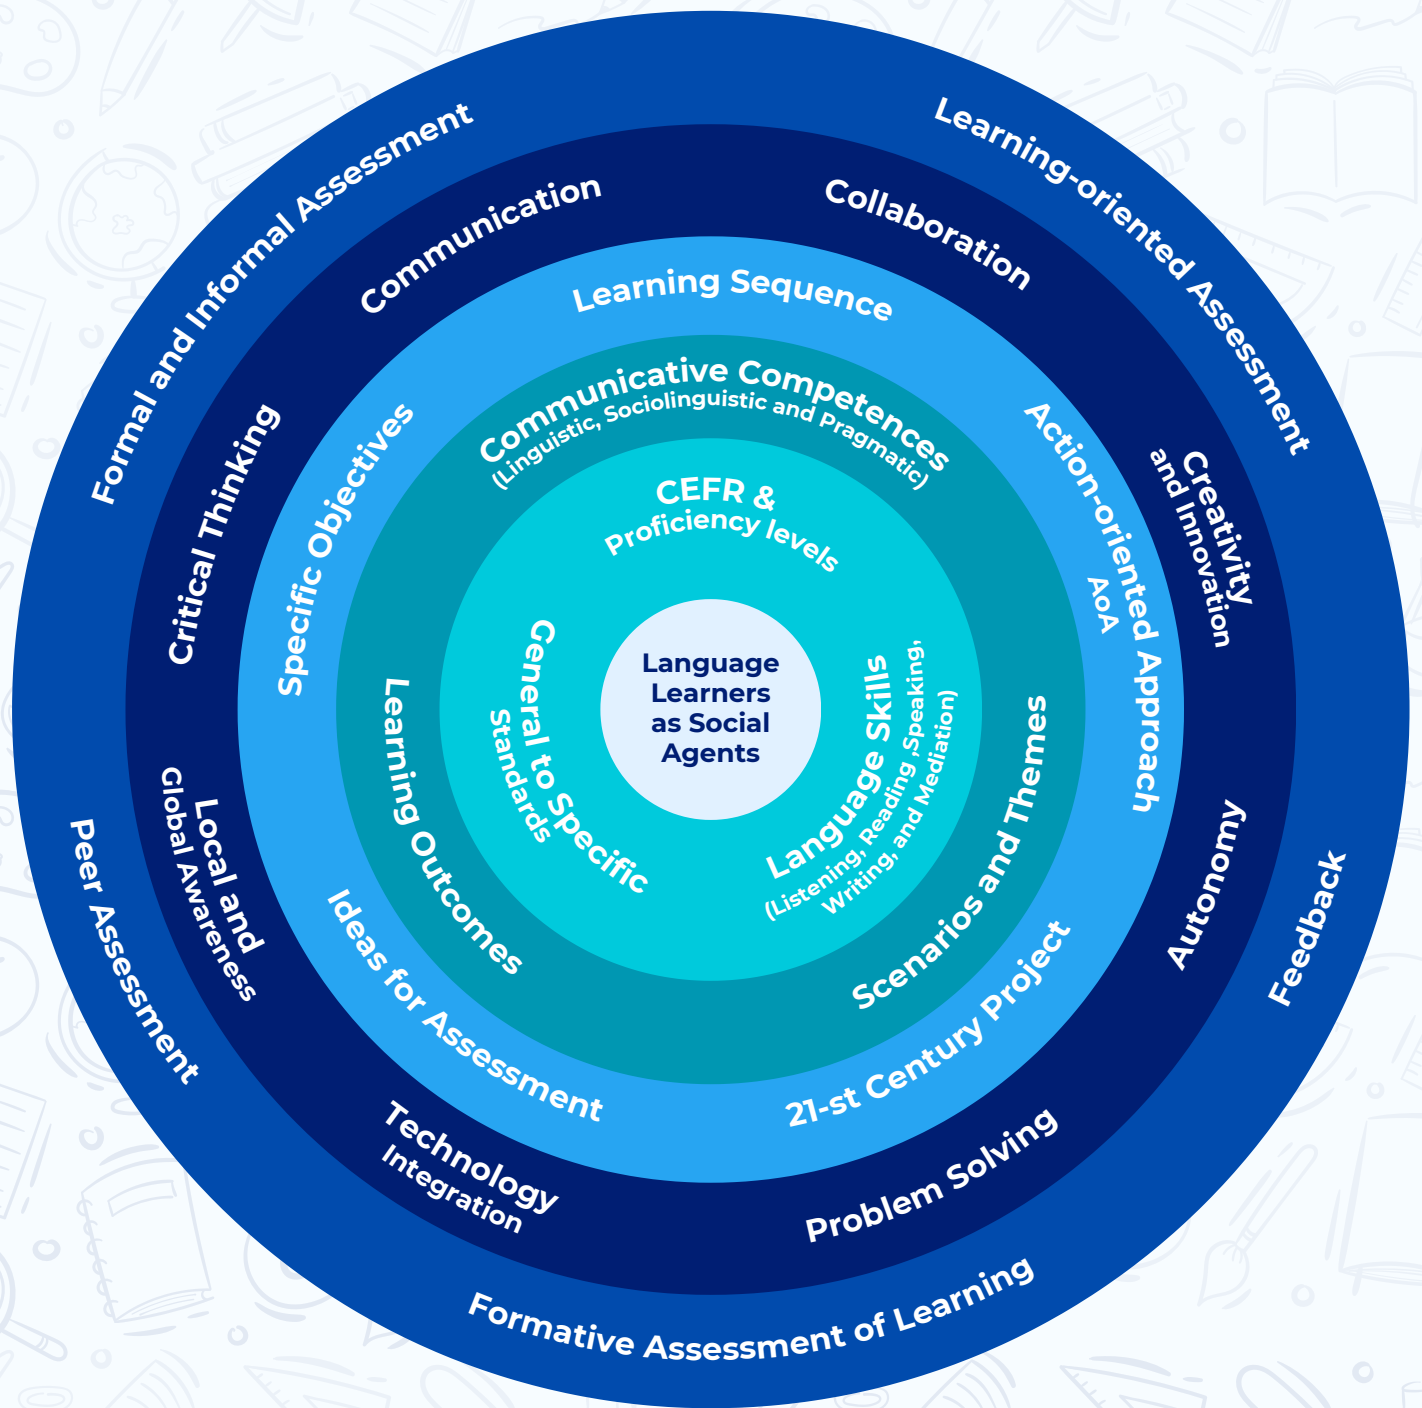 Formal and Informal Assessment
Learning-oriented Assessment
Feedback
Formative Assessment of Learning
Peer Assessment
Communication
Collaboration
Creativity
and Innovation
Autonomy
Problem Solving
Technology
Integration
Local and
Global Awareness
Critical Thinking
Learning Sequence
Action-oriented Approach
AoA
21-st Century Project
Ideas for Assessment
Specific Objectives
Communicative Competences
(Linguistic, Sociolinguistic and Pragmatic)
Scenarios and Themes
Learning Outcomes
CEFR &
Proficiency levels
Language Skills
(Listening, Reading ,Speaking,
Writing, and Mediation)
General to Specific
Standards
Language
Learners
as Social
Agents